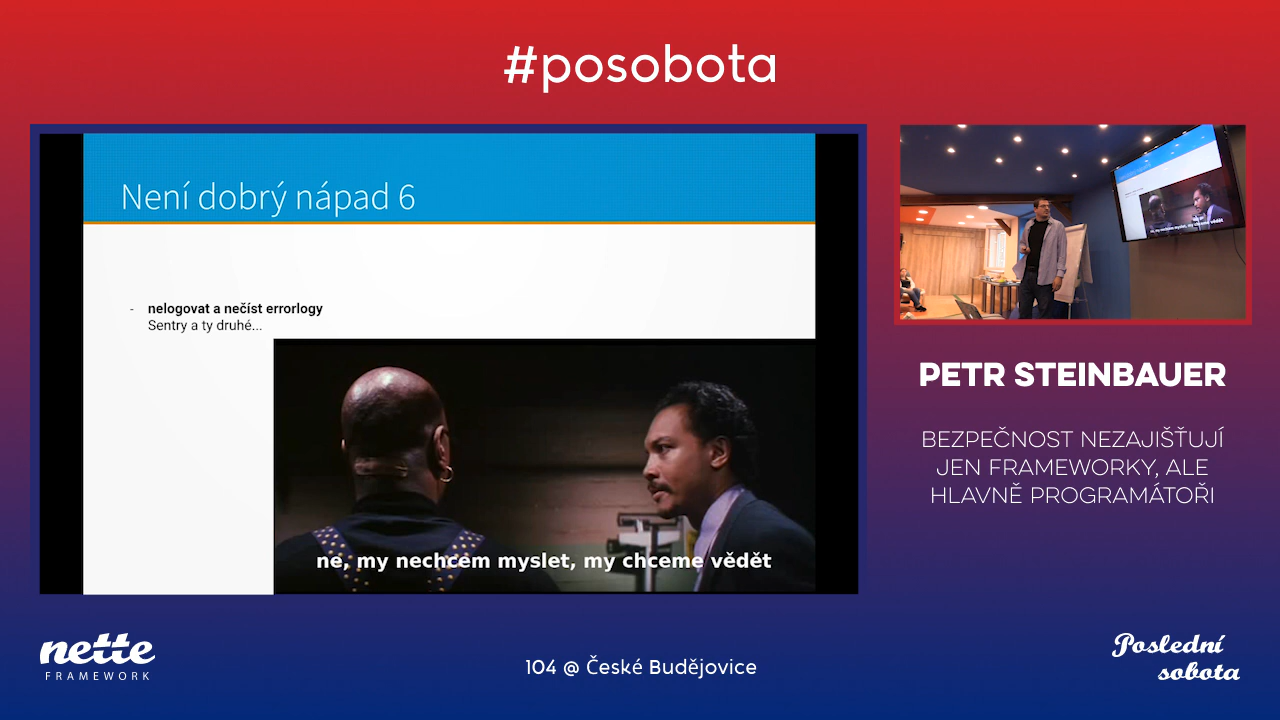 #posobota
Není dobrý nápad 6
- nelogovat a nečíst errorlogy
Sentry a ty druhé...
ne, my nechcem myslet, my chceme vědět
PETR STEINBAUER
BEZPEČNOST NEZAJIŠŤUJÍ
JEN FRAMEWORKY, ALE
HLAVNĚ PROGRAMÁTOŘI
nette
FRAMEWORK
104 @ České Budějovice
Poslední
sobota